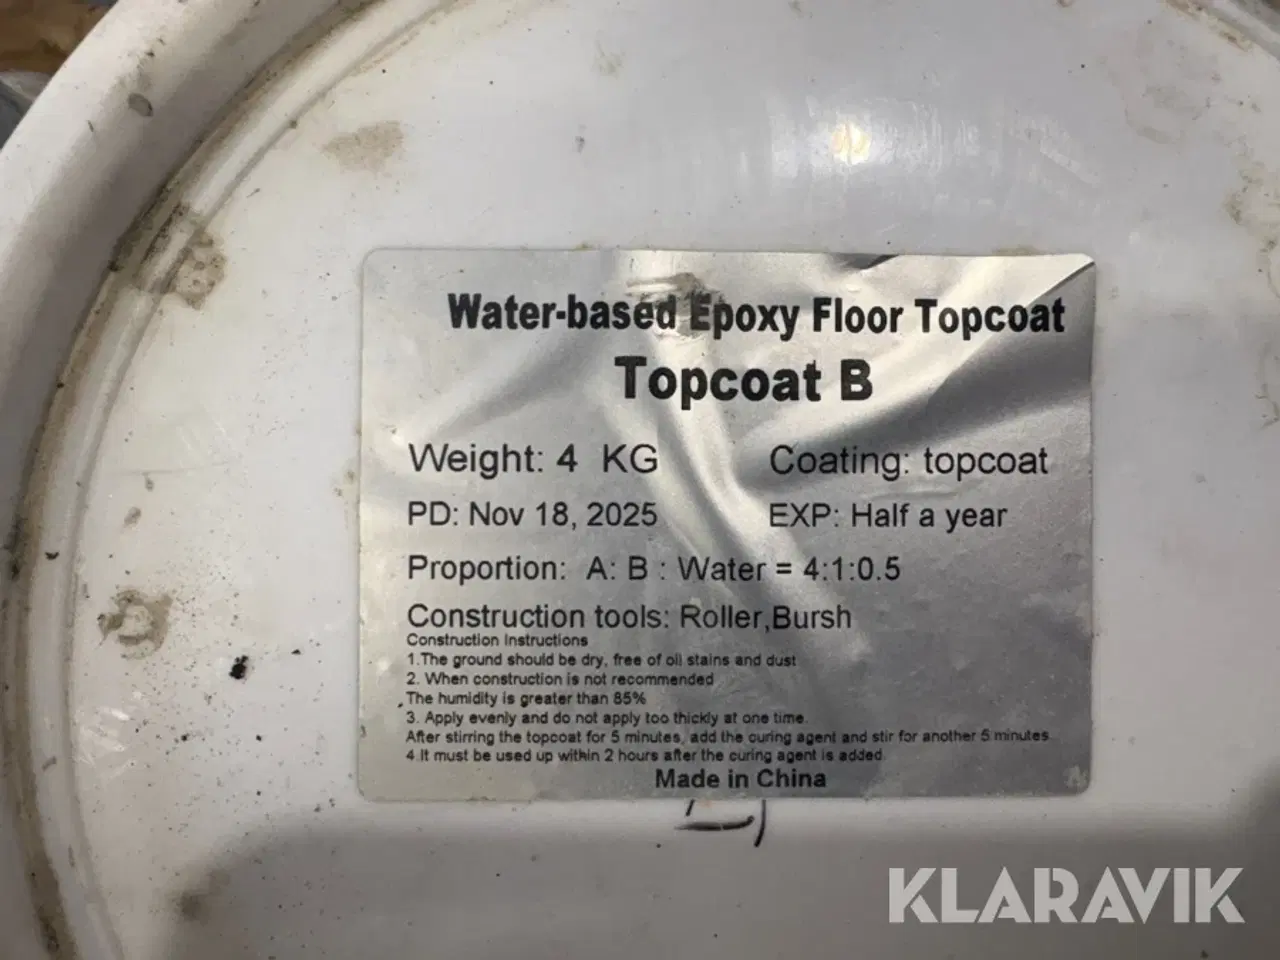 Water-based Epoxy Floor Topcoat
Topcoat B
Weight: 4 KG Coating: topcoat
PD: Nov 18, 2025 EXP: Half a year
Proportion: A: B : Water = 4:1:0.5
Construction tools: Roller,Bursh
Construction Instructions
1.The ground should be dry, free of oil stains and dust
2. When construction is not recommended
The humidity is greater than 85%
3. Apply evenly and do not apply too thickly at one time.
After stirring the topcoat for 5 minutes, add the curing agent and stir for another 5 minutes.
4.It must be used up within 2 hours after the curing agent is added.
Made in China
KLARAVIK